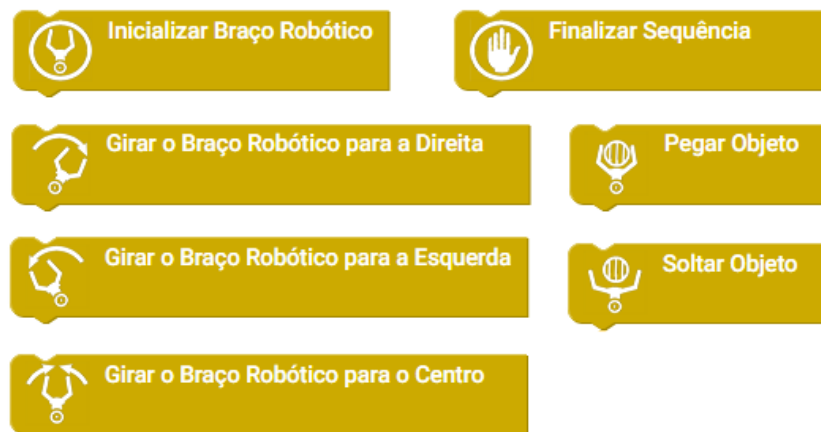 Inicializar Braço Robótico
Finalizar Sequência
Girar o Braço Robótico para a Direita
Pegar Objeto
Girar o Braço Robótico para a Esquerda
Soltar Objeto
Girar o Braço Robótico para o Centro